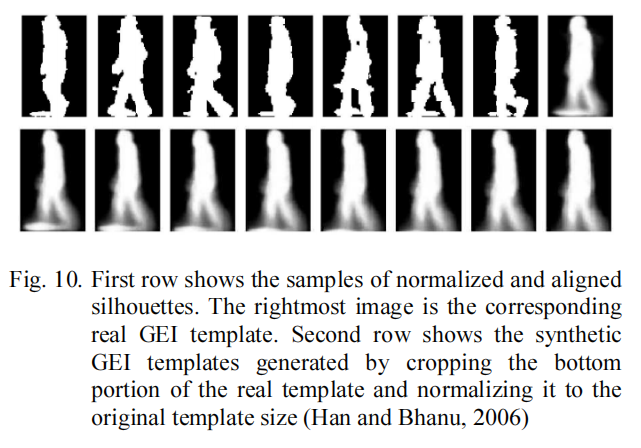 Fig. 10. First row shows the samples of normalized and aligned
silhouettes. The rightmost image is the corresponding
real GEI template. Second row shows the synthetic
GEI templates generated by cropping the bottom
portion of the real template and normalizing it to the
original template size (Han and Bhanu, 2006)